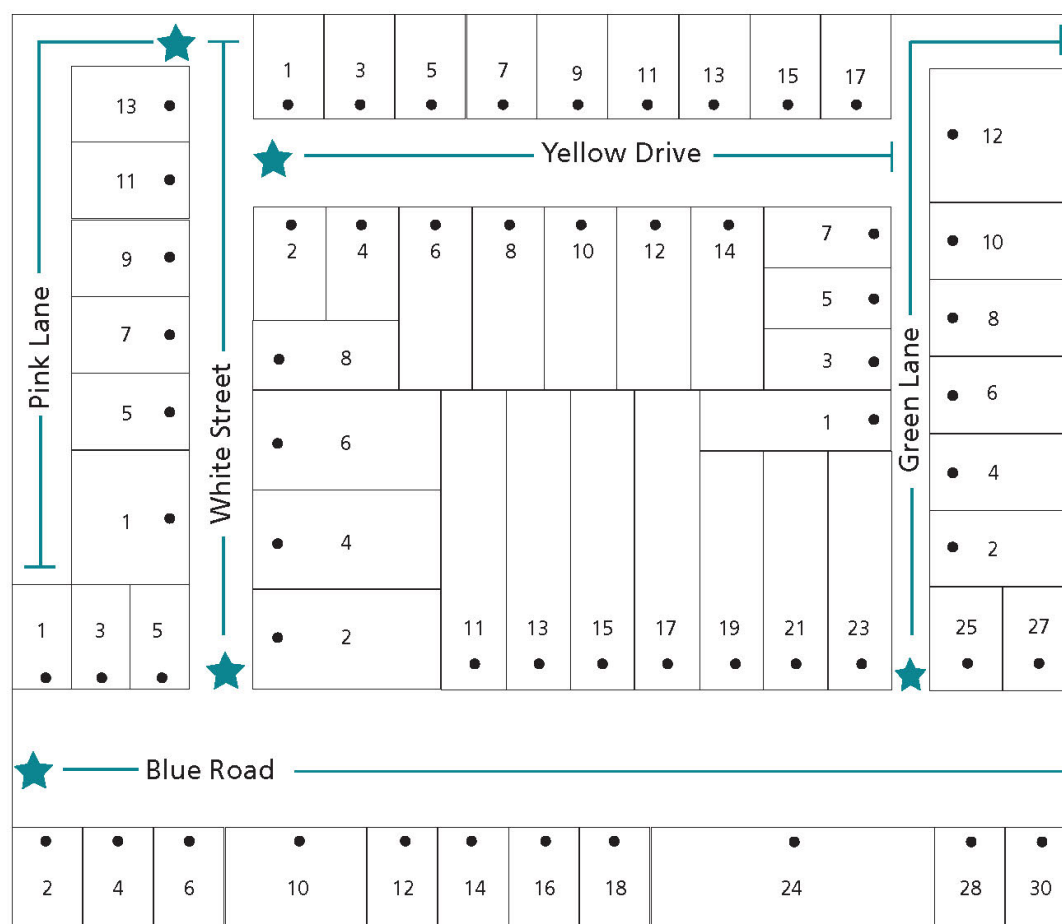 1 3 5 7 9 11 13 15 17
Yellow Drive
13
11
9
7
5
1
Pink Lane
White Street
2 4 6 8 10 12 14
8
6
4
2
7
5
3
1
Green Lane
12
10
8
6
4
2
1 3 5
11 13 15 17 19 21 23
25 27
Blue Road
2 4 6 10 12 14 16 18 24 28 30